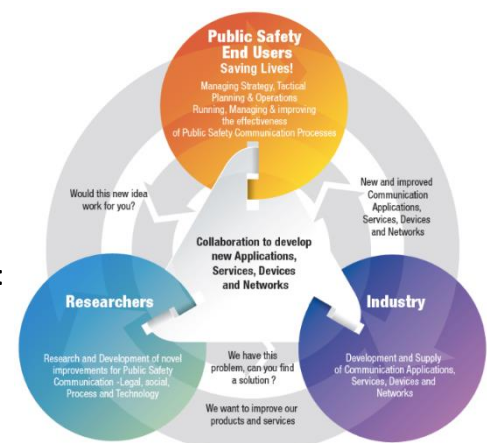 Public Safety
End Users
Saving Lives!
Managing Strategy, Tactical
Planning & Operations
Running, Managing & improving
the effectiveness
of Public Safety Communication Processes
Would this new idea
work for you?
New and improved
Communication
Applications,
Services, Devices
and Networks
Collaboration to develop
new Applications,
Services, Devices
and Networks
:
Researchers
Research and Development of novel
improvements for Public Safety
Communication -Legal, social,
Process and Technology
Industry
Development and Supply
of Communication Applications,
Services, Devices and
Networks
We have this
problem, can you find
a solution ?
We want to improve our
products and services